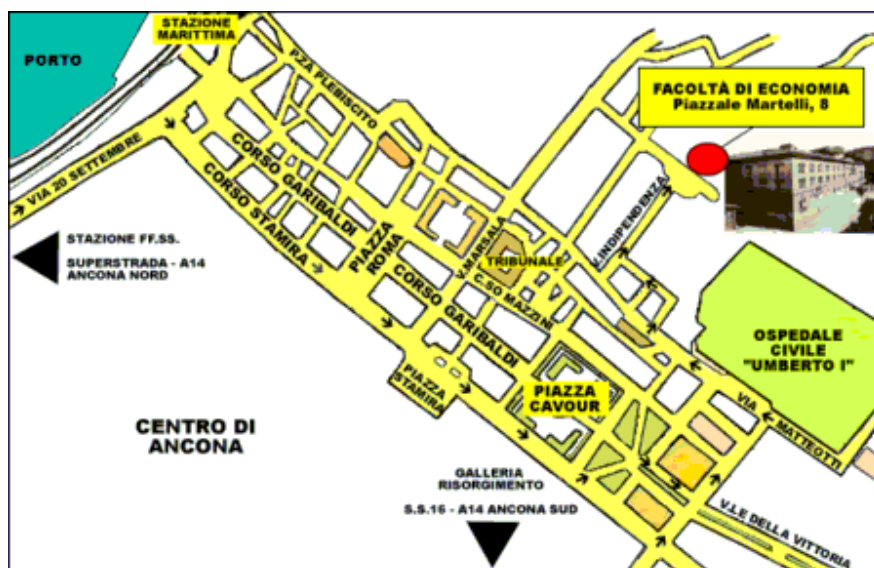 STAZIONE
MARITTIMA
PORTO
P.ZA PLEBISCITO
FACOLTÀ DI ECONOMIA
Piazzale Martelli, 8
VIA 20 SETTEMBRE
CORSO GARIBALDI
CORSO STAMIRA
PIAZZA
ROMA
V.MARSALA
TRIBUNALE
V.INDIPENDENZA
C.SO MAZZINI
STAZIONE FF.SS.
SUPERSTRADA - A14
ANCONA NORD
CORSO GARIBALDI
OSPEDALE
CIVILE
"UMBERTO I"
PIAZZA
STAMIRA
PIAZZA
CAVOUR
VIA MATTEOTTI
CENTRO DI
ANCONA
GALLERIA
RISORGIMENTO
S.S.16 - A14 ANCONA SUD
V.LE DELLA VITTORIA